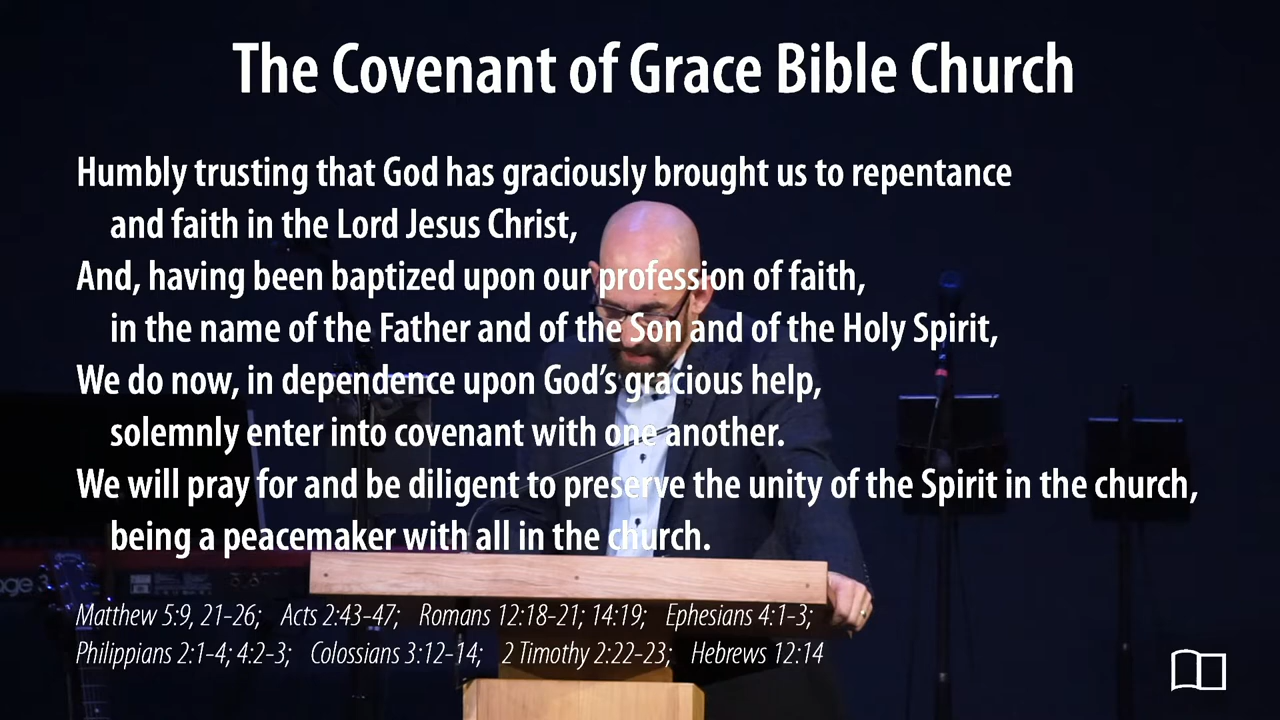 The Covenant of Grace Bible Church
Humbly trusting that God has graciously brought us to repentance
and faith in the Lord Jesus Christ,
And, having been baptized upon our profession of faith,
in the name of the Father and of the Son and of the Holy Spirit,
We do now, in dependence upon God’s gracious help,
solemnly enter into covenant with one another.
We will pray for and be diligent to preserve the unity of the Spirit in the church,
being a peacemaker with all in the church.
Matthew 5:9, 21-26; Acts 2:43-47; Romans 12:18-21; 14:19; Ephesians 4:1-3;
Philippians 2:1-4; 4:2-3; Colossians 3:12-14; 2 Timothy 2:22-23; Hebrews 12:14